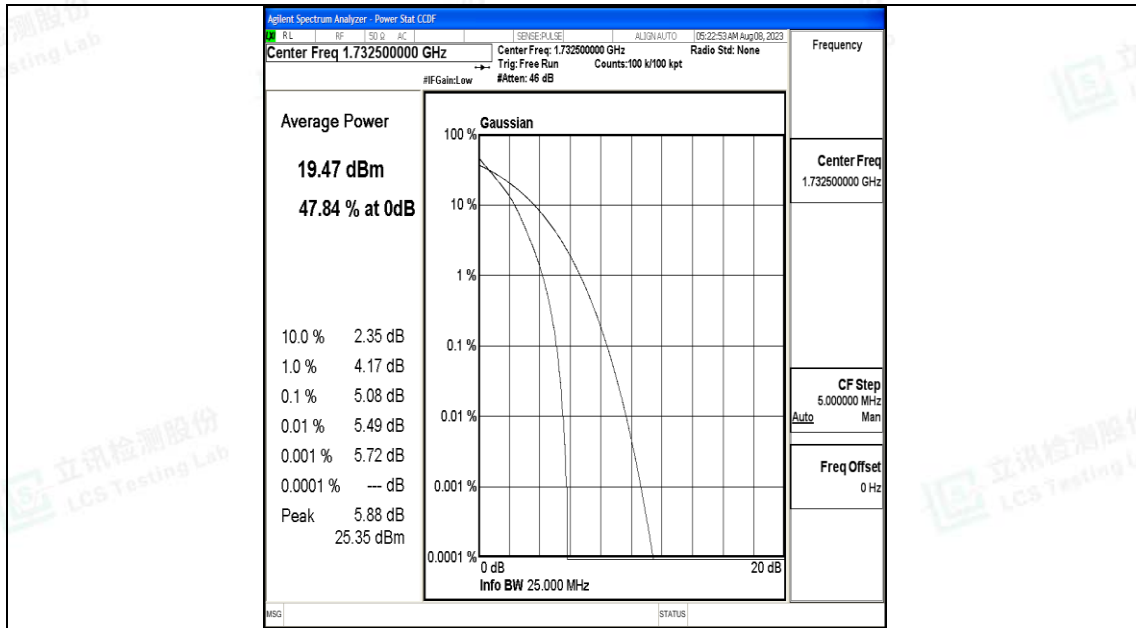 Agilent Spectrum Analyzer - Power Stat CCDF
RL RF 50 Ω AC SENSE:PULSE ALIGN AUTO 05:22:53 AM Aug 08, 2023
Center Freq 1.732500000 GHz
Center Freq: 1.732500000 GHz Radio Std: None
Trig: Free Run Counts:100 k/100 kpt
#IFGain:Low #Atten: 46 dB
Frequency
Average Power
19.47 dBm
47.84 % at 0dB
10.0 % 2.35 dB
1.0 % 4.17 dB
0.1 % 5.08 dB
0.01 % 5.49 dB
0.001 % 5.72 dB
0.0001 % --- dB
Peak 5.88 dB
25.35 dBm
Gaussian
100 %
10 %
1 %
0.1 %
0.01 %
0.001 %
0.0001 %
0 dB 20 dB
Info BW 25.000 MHz
Center Freq
1.732500000 GHz
CF Step
5.000000 MHz
Auto Man
Freq Offset
0 Hz
MSG STATUS
立讯检测股份
LCS Testing Lab